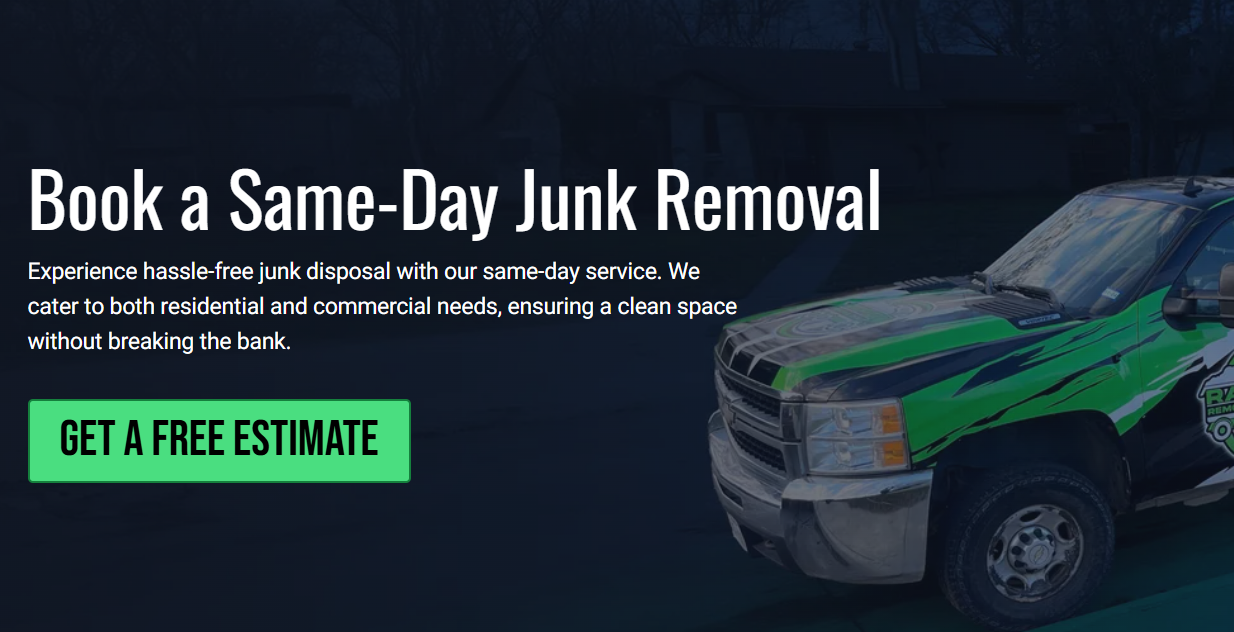 Book a Same-Day Junk Removal
Experience hassle-free junk disposal with our same-day service. We
cater to both residential and commercial needs, ensuring a clean space
without breaking the bank.
GET A FREE ESTIMATE